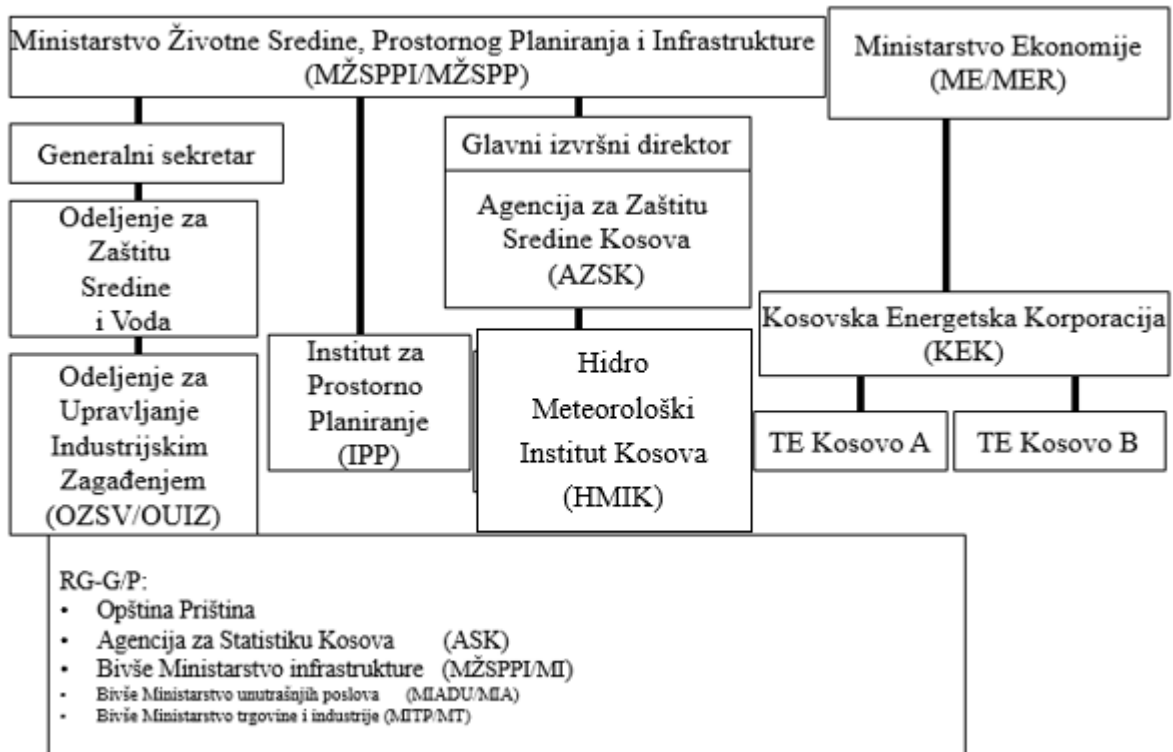 Ministarstvo Životne Sredine, Prostornog Planiranja i Infrastrukture
(MŽSPPI/MŽSPP)
Ministarstvo Ekonomije
(ME/MER)
Generalni sekretar
Odeljenje za
Zaštitu
Sredine
i Voda
Odeljenje za
Upravljanje
Industrijskim
Zagađenjem
(OZSV/OUIZ)
Institut za
Prostorno
Planiranje
(IPP)
Glavni izvršni direktor
Agencija za Zaštitu
Sredine Kosova
(AZSK)
Hidro
Meteorološki
Institut Kosova
(HMIK)
Kosovska Energetska Korporacija
(KEK)
TE Kosovo A
TE Kosovo B
RG-G/P:
• Opština Priština
• Agencija za Statistiku Kosova (ASK)
• Bivše Ministarstvo infrastrukture (MŽSPPI/MI)
• Bivše Ministarstvo unutrašnjih poslova (MIADU/MIA)
• Bivše Ministarstvo trgovine i industrije (MITP/MT)